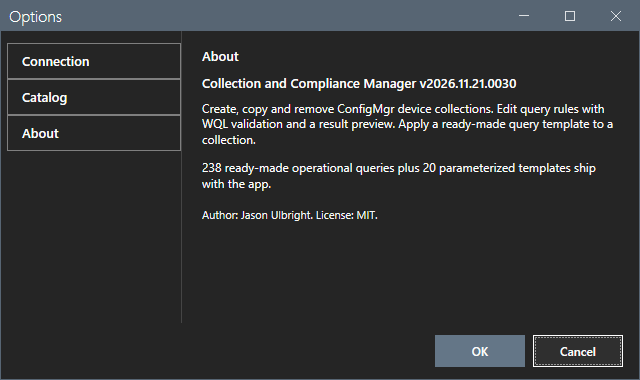 Options
Connection
Catalog
About
About
Collection and Compliance Manager v2026.11.21.0030
Create, copy and remove ConfigMgr device collections. Edit query rules with
WQL validation and a result preview. Apply a ready-made query template to a
collection.
238 ready-made operational queries plus 20 parameterized templates ship
with the app.
Author: Jason Ulbright. License: MIT.
OK
Cancel